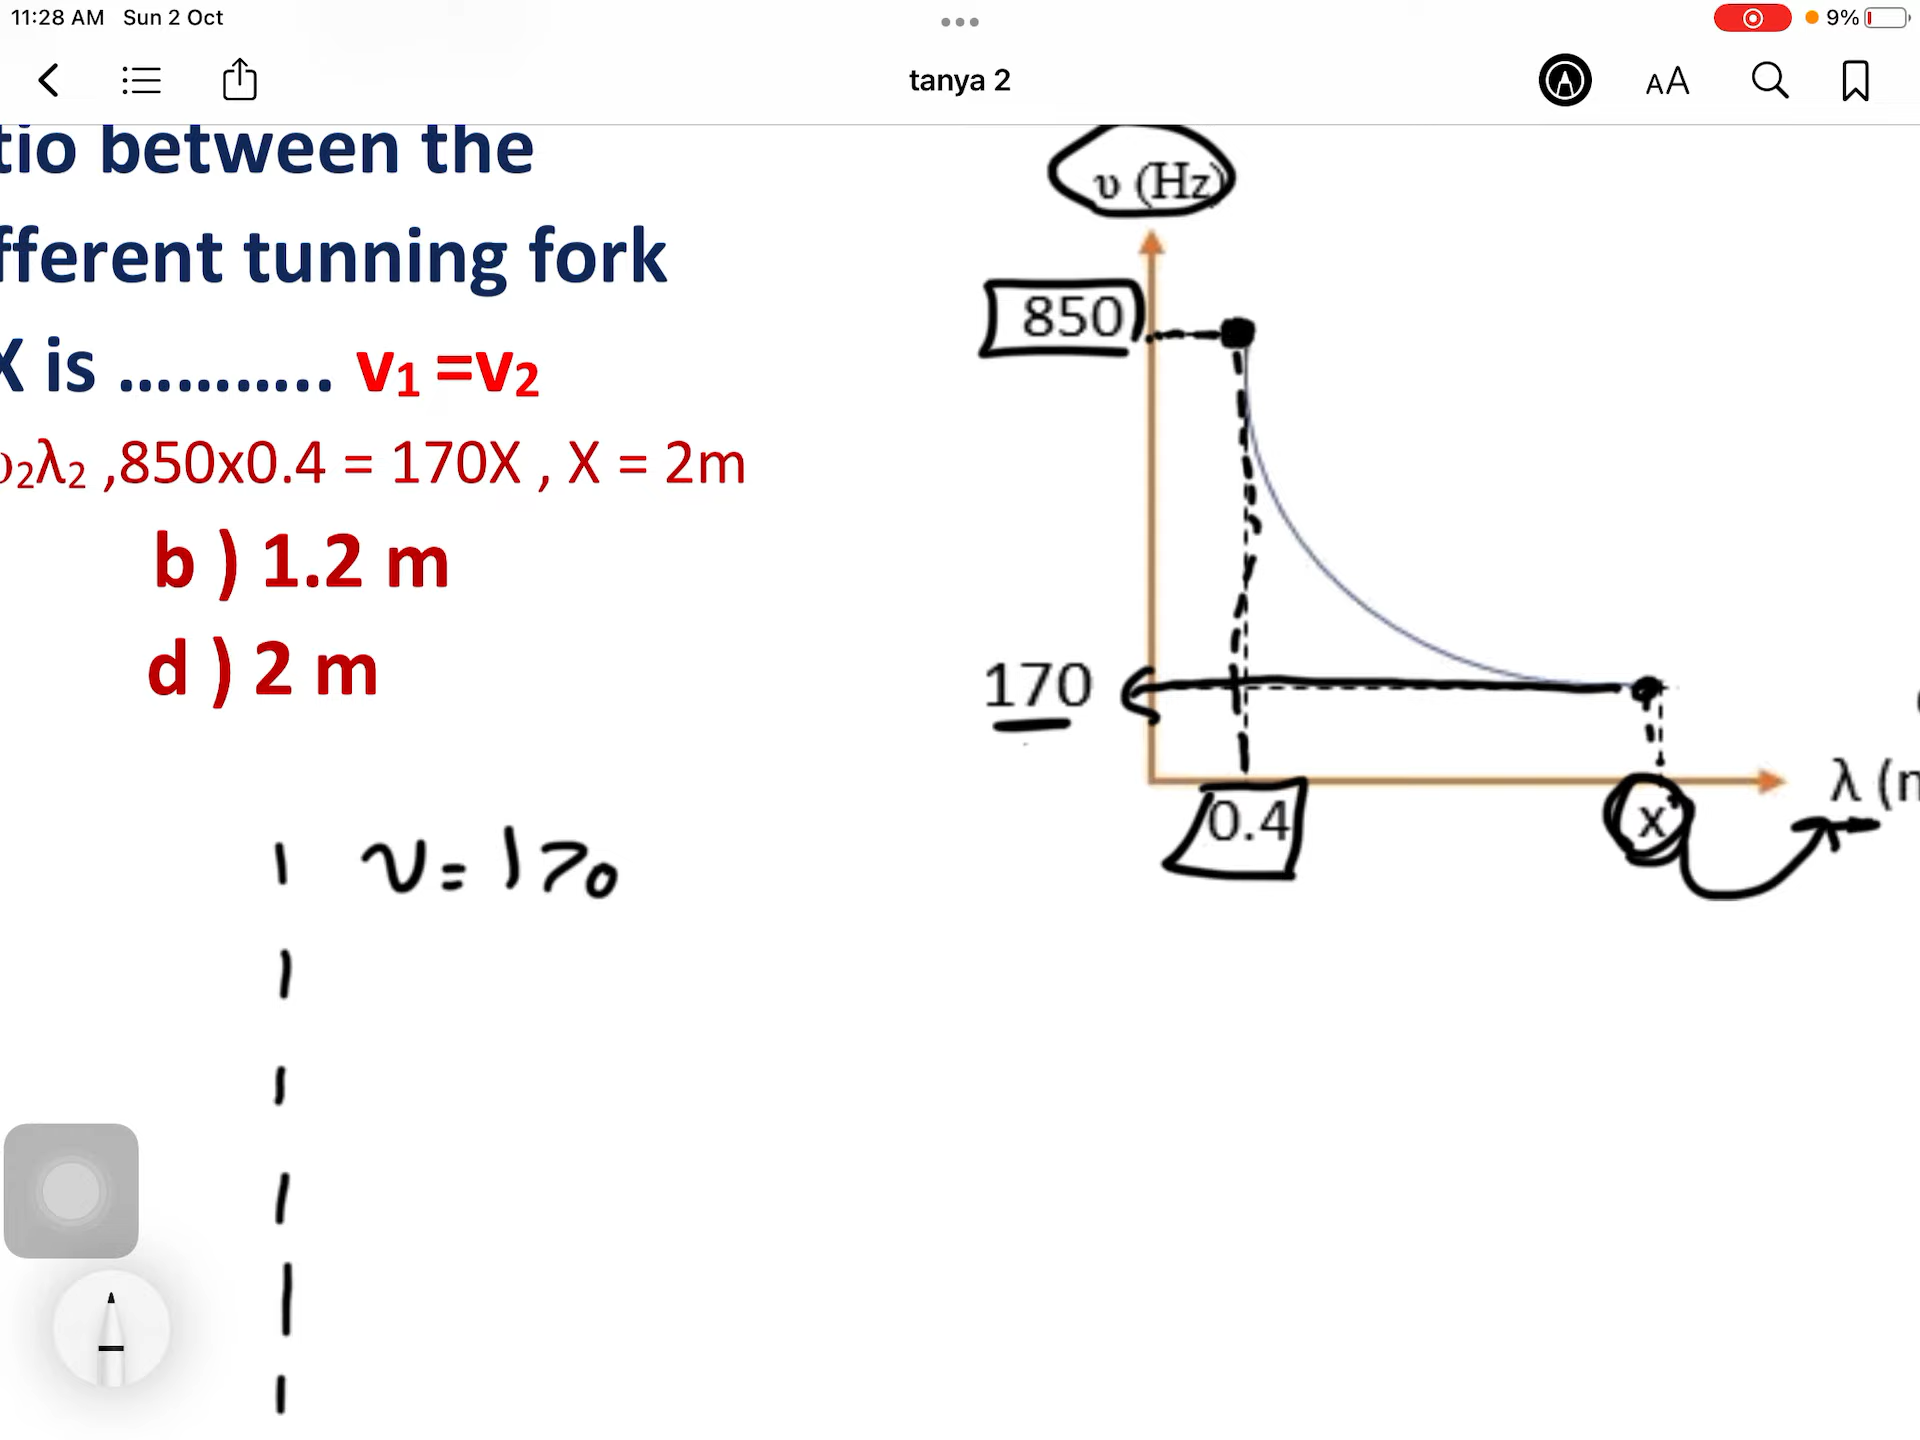 11:28 AM Sun 2 Oct
9%
tanya 2
AA
tio between the
fferent tunning fork
X is ........... v₁ =v₂
υ₂λ₂ ,850x0.4 = 170X , X = 2m
b ) 1.2 m
d ) 2 m
υ (Hz)
850
170
0.4
x
λ (
ν = 170